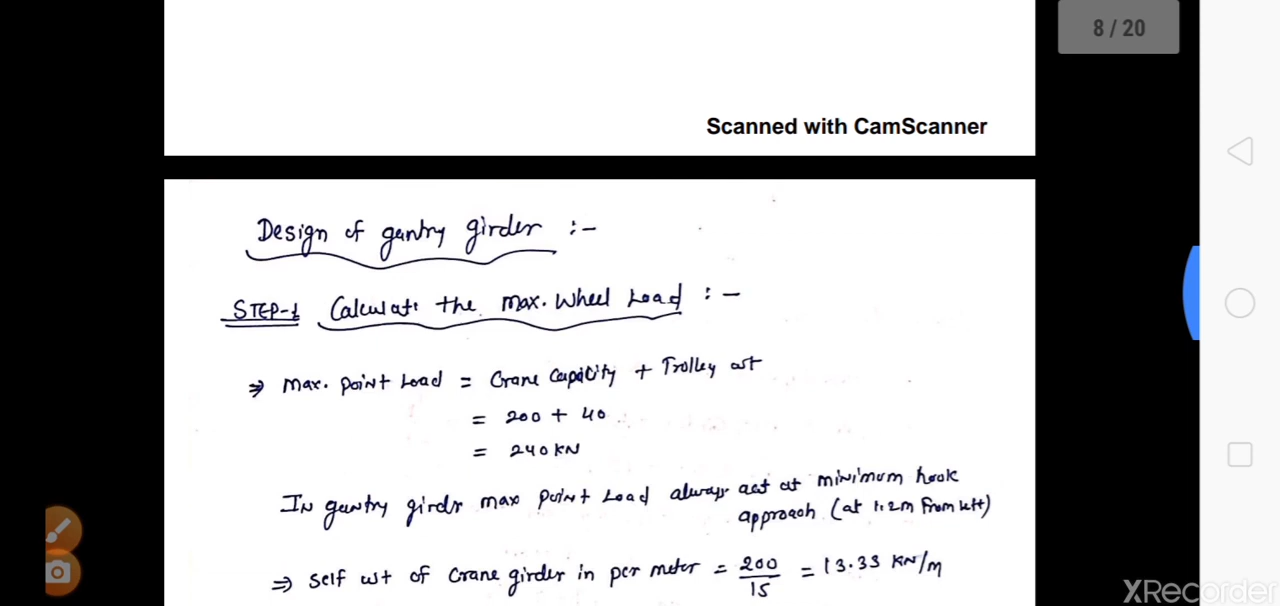 8 / 20
Scanned with CamScanner
Design of gantry girder :-
STEP-1 Calculate the max. Wheel Load :-
⇒ Max. Point Load = Crane Capacity + Trolley wt
= 200 + 40
= 240 KN
In gantry girdr max point Load always act at minimum hook
approach (at 1.2m from left)
⇒ Self wt of Crane girder in per meter = 200/15 = 13.33 KN/m
XRecorder